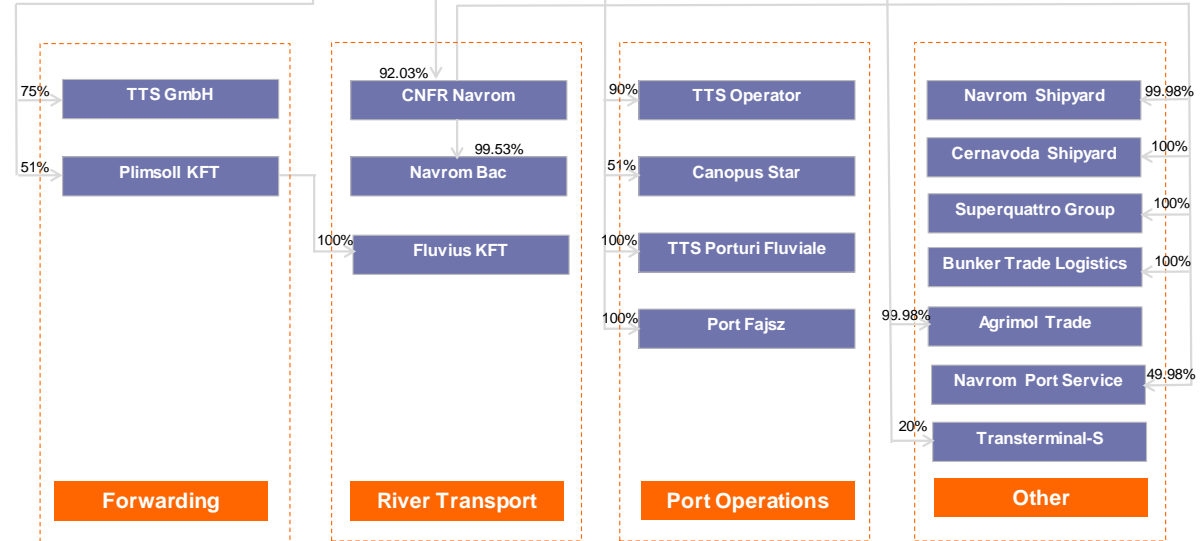 75%
TTS GmbH
51%
Plimsoll KFT
Forwarding
92.03%
CNFR Navrom
99.53%
Navrom Bac
100%
Fluvius KFT
River Transport
90%
TTS Operator
51%
Canopus Star
100%
TTS Porturi Fluviale
100%
Port Fajsz
Port Operations
Navrom Shipyard
99.98%
Cernavoda Shipyard
100%
Superquattro Group
100%
Bunker Trade Logistics
100%
99.98%
Agrimol Trade
Navrom Port Service
49.98%
20%
Transterminal-S
Other